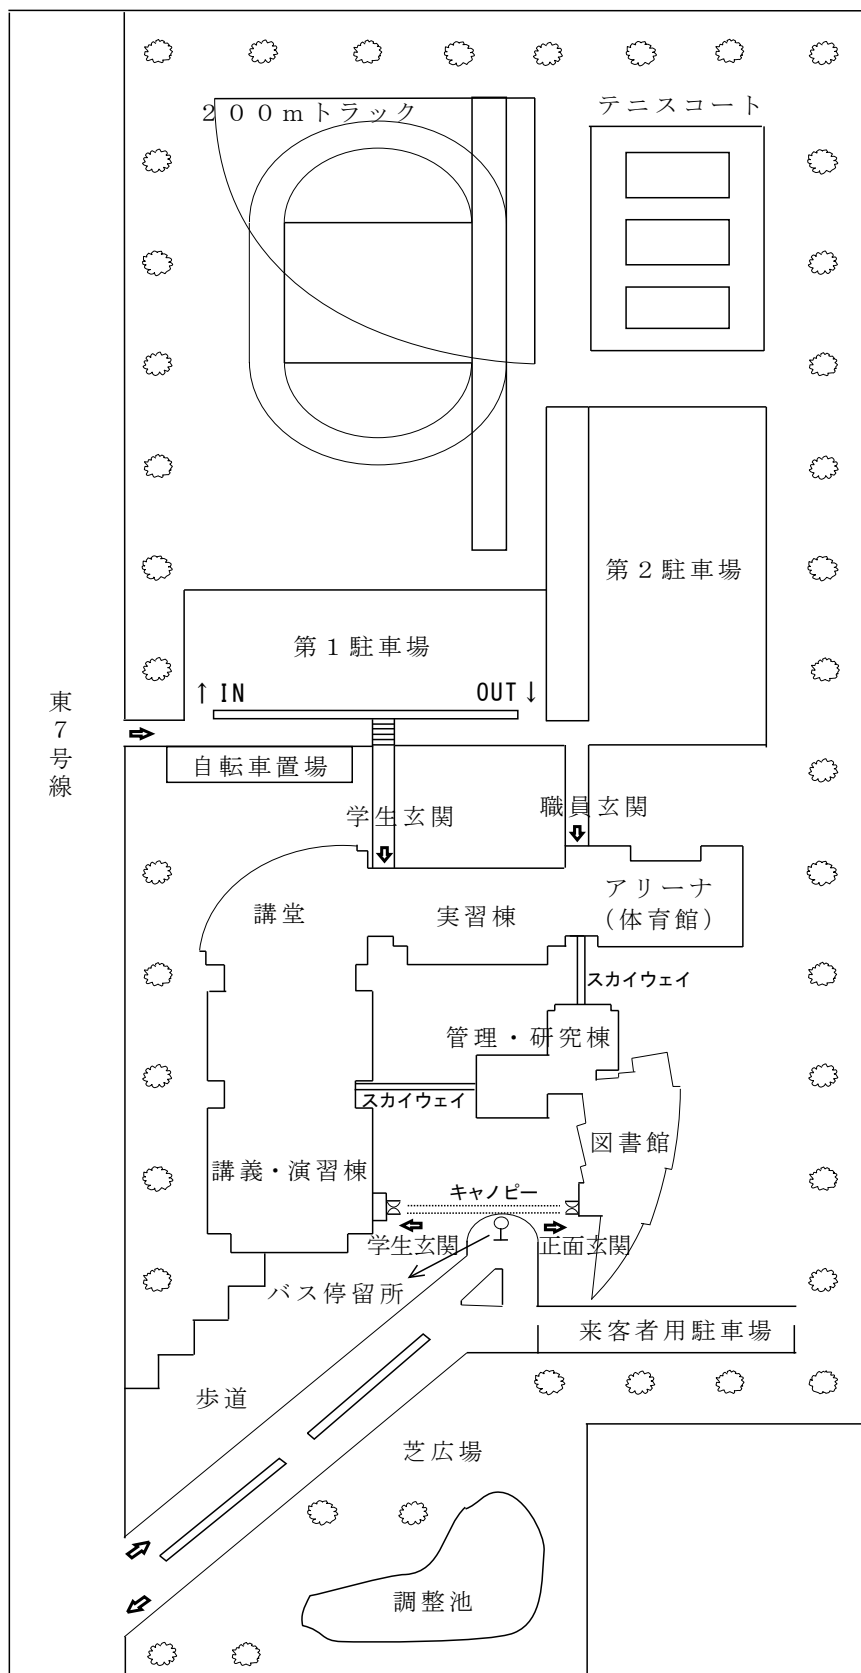 ２００ｍトラック
テニスコート
第２駐車場
第１駐車場
↑ IN
OUT ↓
東７号線
自転車置場
学生玄関
職員玄関
講堂
実習棟
アリーナ
(体育館)
スカイウェイ
管理・研究棟
スカイウェイ
図書館
講義・演習棟
キャノピー
学生玄関
正面玄関
バス停留所
来客者用駐車場
歩道
芝広場
調整池